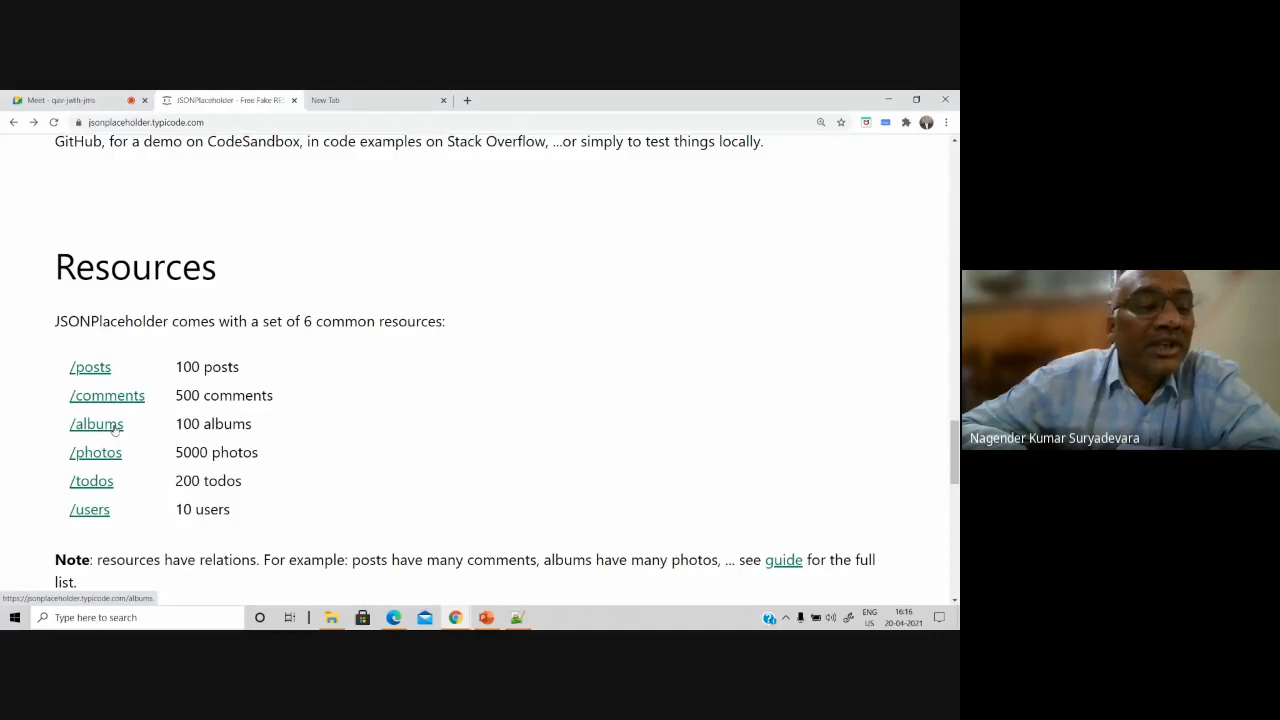 Meet - qav-jwth-jms
JSONPlaceholder - Free Fake RES
New Tab
jsonplaceholder.typicode.com
GitHub, for a demo on CodeSandbox, in code examples on Stack Overflow, ...or simply to test things locally.
Resources
JSONPlaceholder comes with a set of 6 common resources:
/posts 100 posts
/comments 500 comments
/albums 100 albums
/photos 5000 photos
/todos 200 todos
/users 10 users
Note: resources have relations. For example: posts have many comments, albums have many photos, ... see guide for the full
list.
https://jsonplaceholder.typicode.com/albums
Type here to search
ENG
US
16:16
20-04-2021
Nagender Kumar Suryadevara